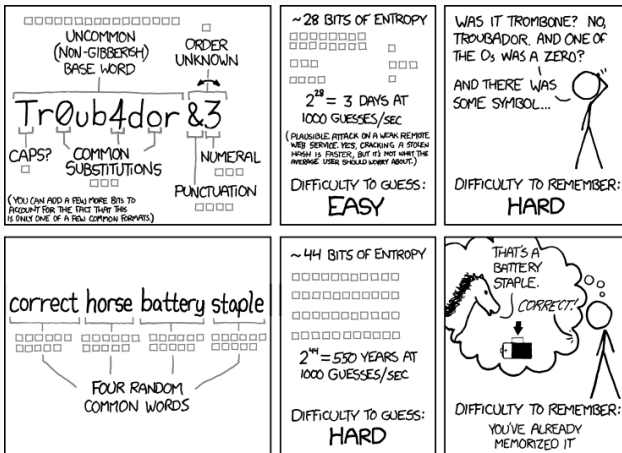 UNCOMMON
(NON-GIBBERISH)
BASE WORD
ORDER
UNKNOWN
Tr0ub4dor &3
CAPS?
COMMON
SUBSTITUTIONS
NUMERAL
PUNCTUATION
(YOU CAN ADD A FEW MORE BITS TO
ACCOUNT FOR THE FACT THAT THIS
IS ONLY ONE OF A FEW COMMON FORMATS.)
~28 BITS OF ENTROPY
2^28 = 3 DAYS AT
1000 GUESSES/SEC
(PLAUSIBLE ATTACK ON A WEAK REMOTE
WEB SERVICE. YES, CRACKING A STOLEN
HASH IS FASTER, BUT IT'S NOT WHAT THE
AVERAGE USER SHOULD WORRY ABOUT.)
DIFFICULTY TO GUESS:
EASY
WAS IT TROMBONE? NO,
TROUBADOR. AND ONE OF
THE Os WAS A ZERO?
AND THERE WAS
SOME SYMBOL...
DIFFICULTY TO REMEMBER:
HARD
correct horse battery staple
FOUR RANDOM
COMMON WORDS
~44 BITS OF ENTROPY
2^44 = 550 YEARS AT
1000 GUESSES/SEC
DIFFICULTY TO GUESS:
HARD
THAT'S A
BATTERY
STAPLE.
CORRECT!
DIFFICULTY TO REMEMBER:
YOU'VE ALREADY
MEMORIZED IT